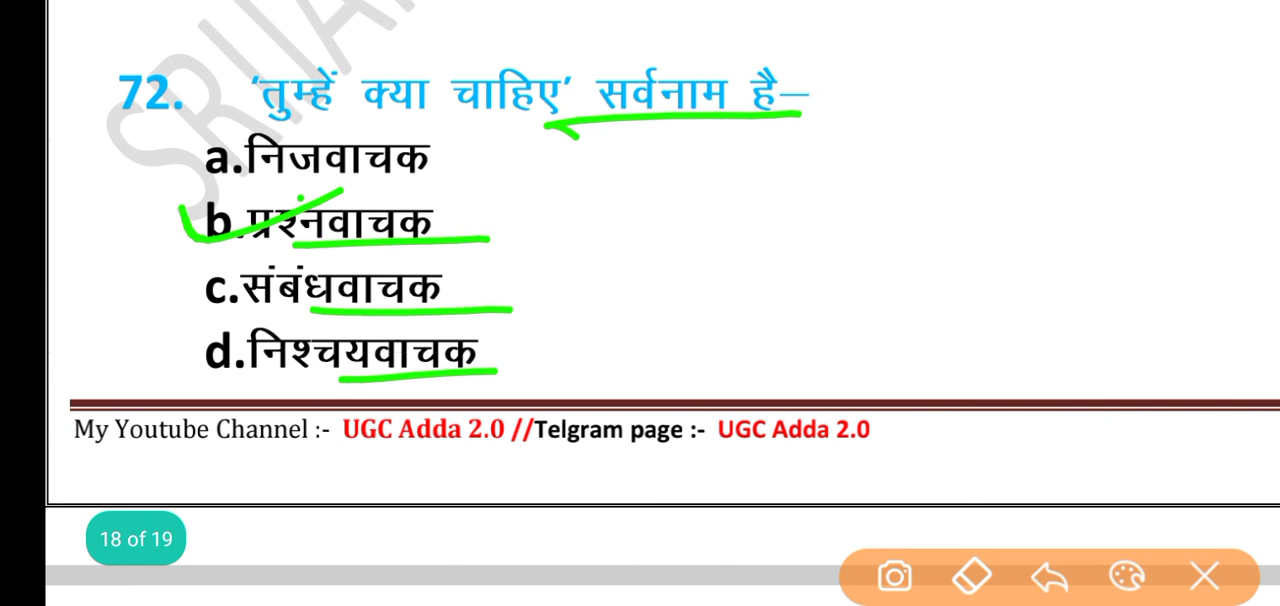 SRIJAN
72. 'तुम्हें क्या चाहिए' सर्वनाम है–
a.निजवाचक
b.प्रश्नंवाचक
c.संबंधवाचक
d.निश्चयवाचक
My Youtube Channel :- UGC Adda 2.0 //Telgram page :- UGC Adda 2.0
18 of 19